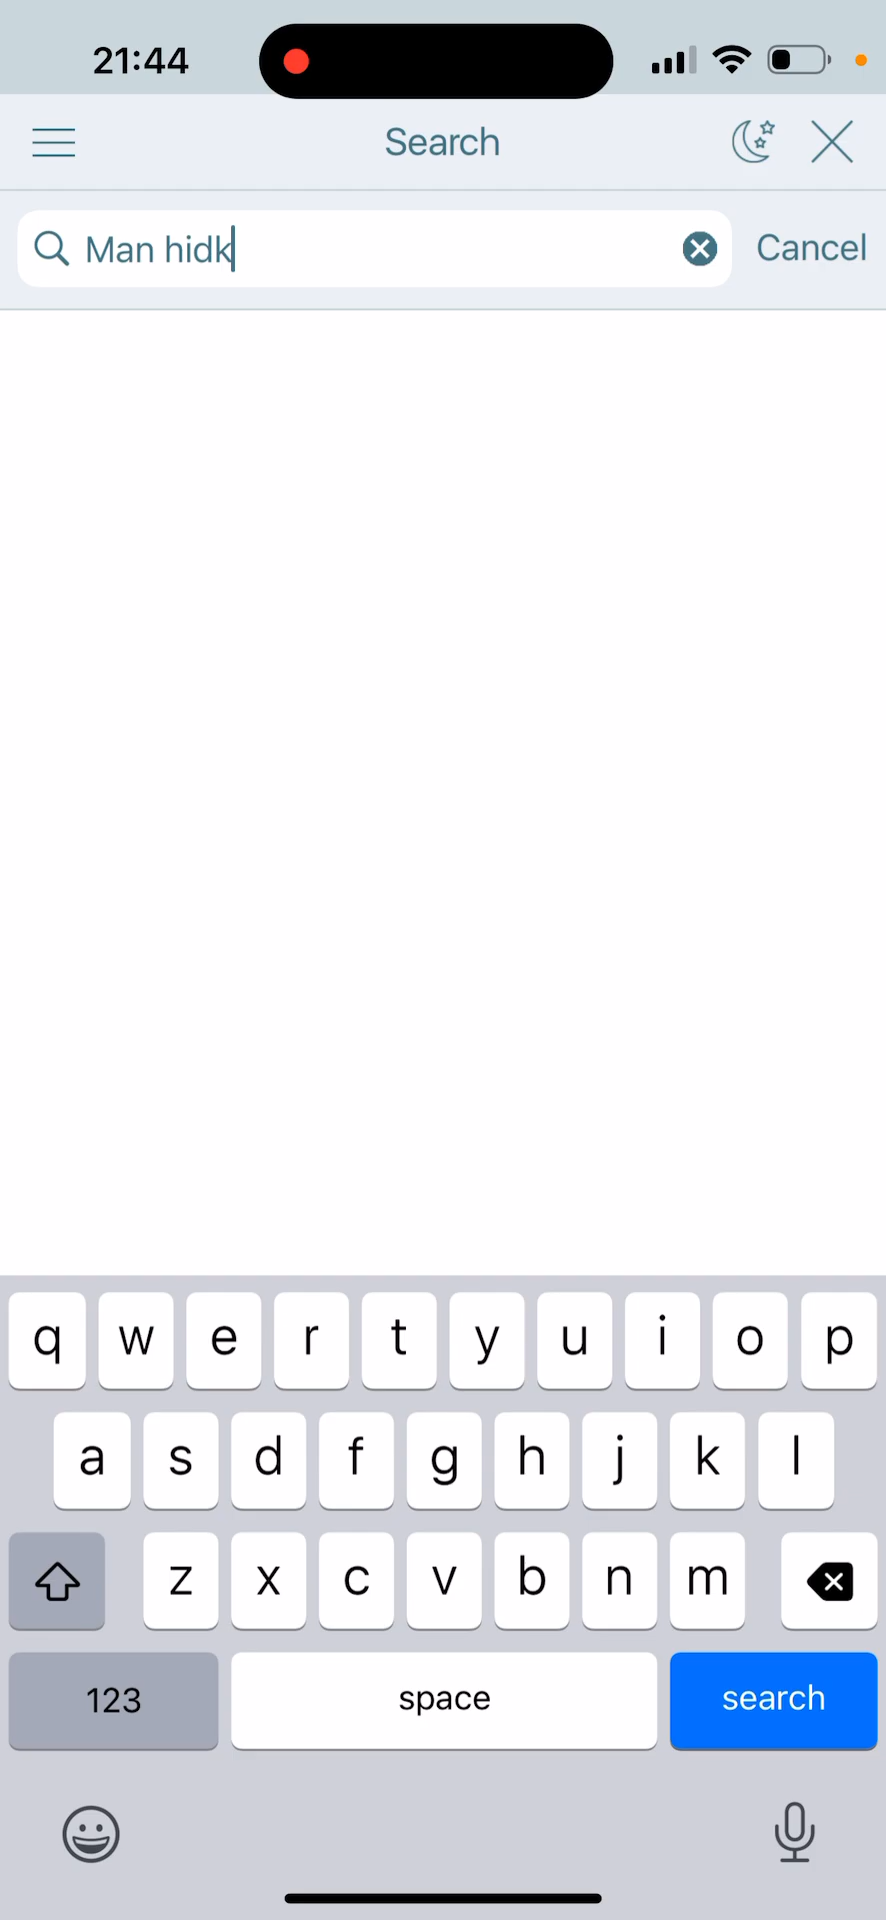 21:44
Search
Man hidk
Cancel
q w e r t y u i o p
a s d f g h j k l
z x c v b n m
123 space search